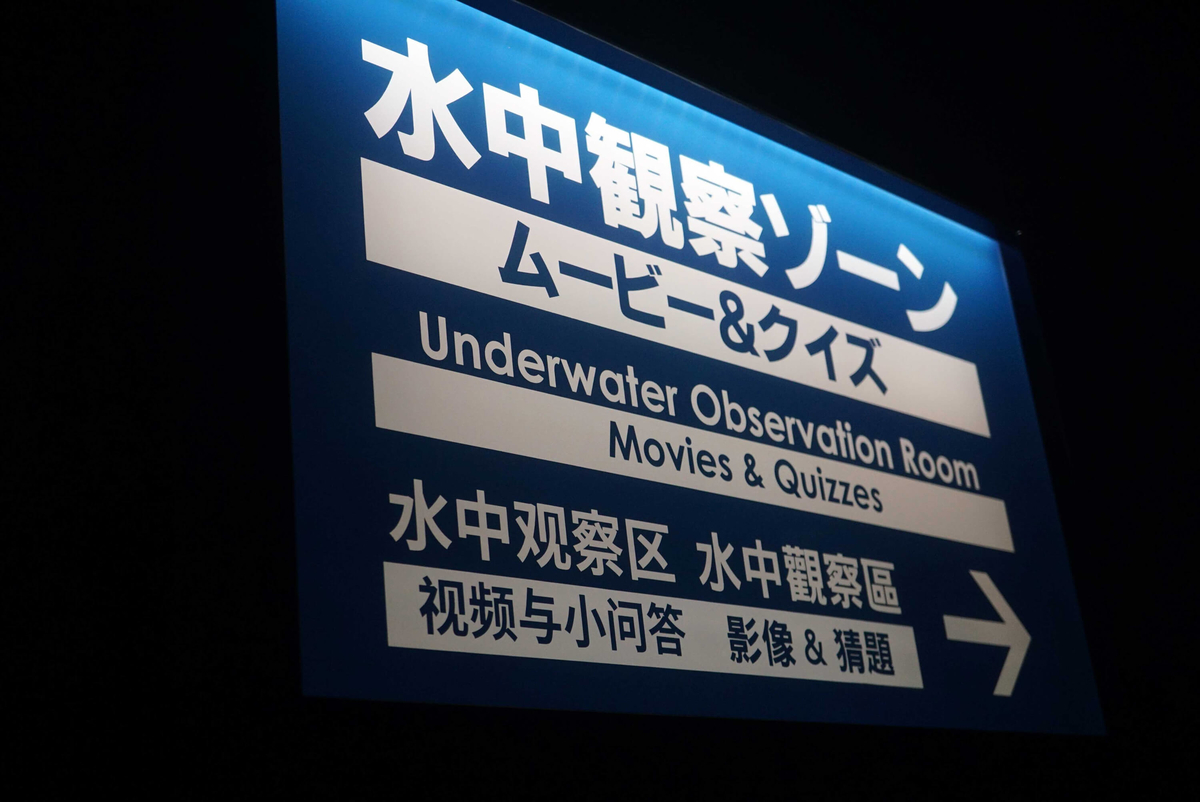 水中観察ゾーン
ムービー&クイズ
Underwater Observation Room
Movies & Quizzes
水中观察区 水中觀察區
视频与小问答 影像 & 猜題